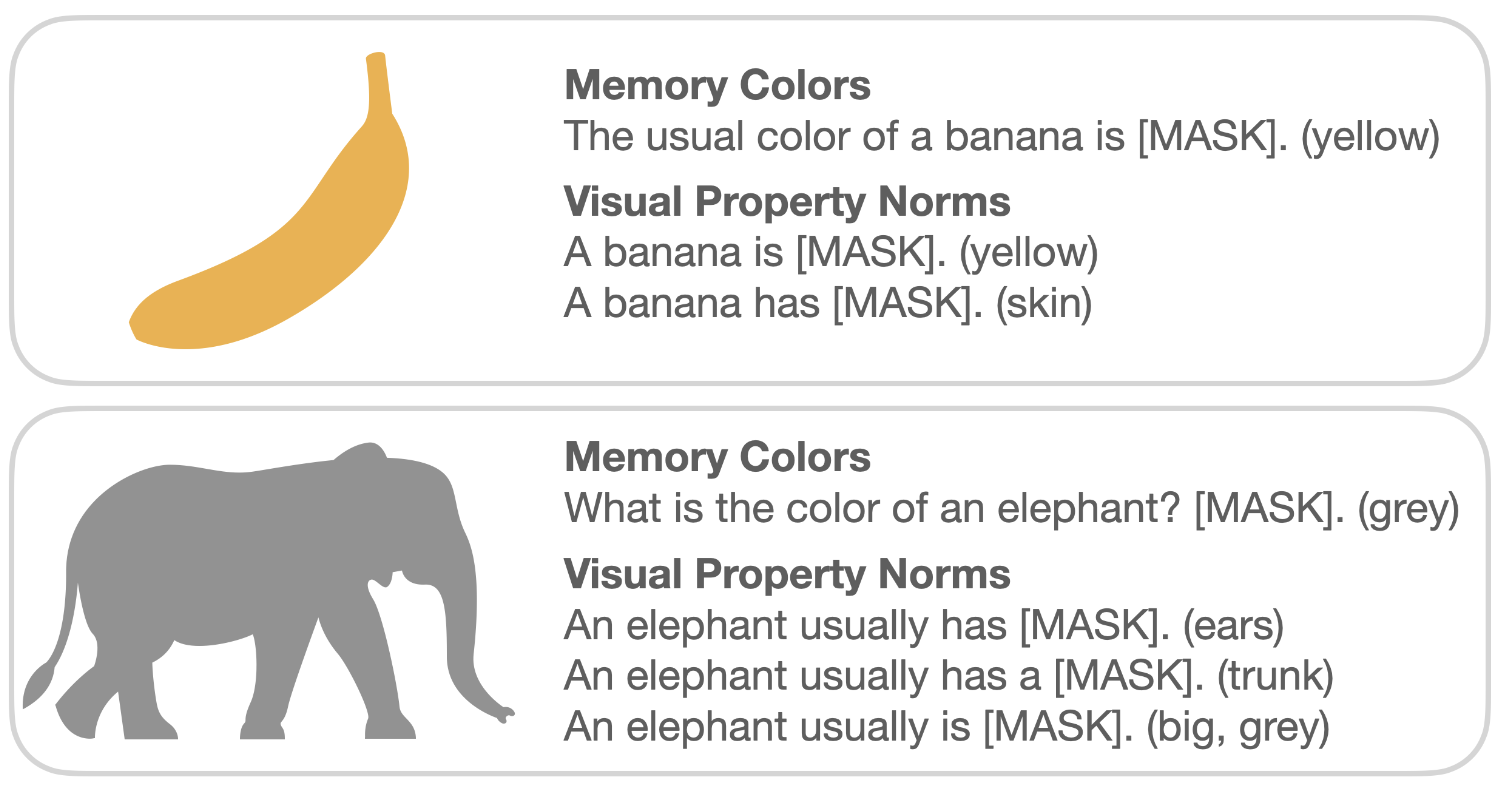 Memory Colors
The usual color of a banana is [MASK]. (yellow)
Visual Property Norms
A banana is [MASK]. (yellow)
A banana has [MASK]. (skin)
Memory Colors
What is the color of an elephant? [MASK]. (grey)
Visual Property Norms
An elephant usually has [MASK]. (ears)
An elephant usually has a [MASK]. (trunk)
An elephant usually is [MASK]. (big, grey)